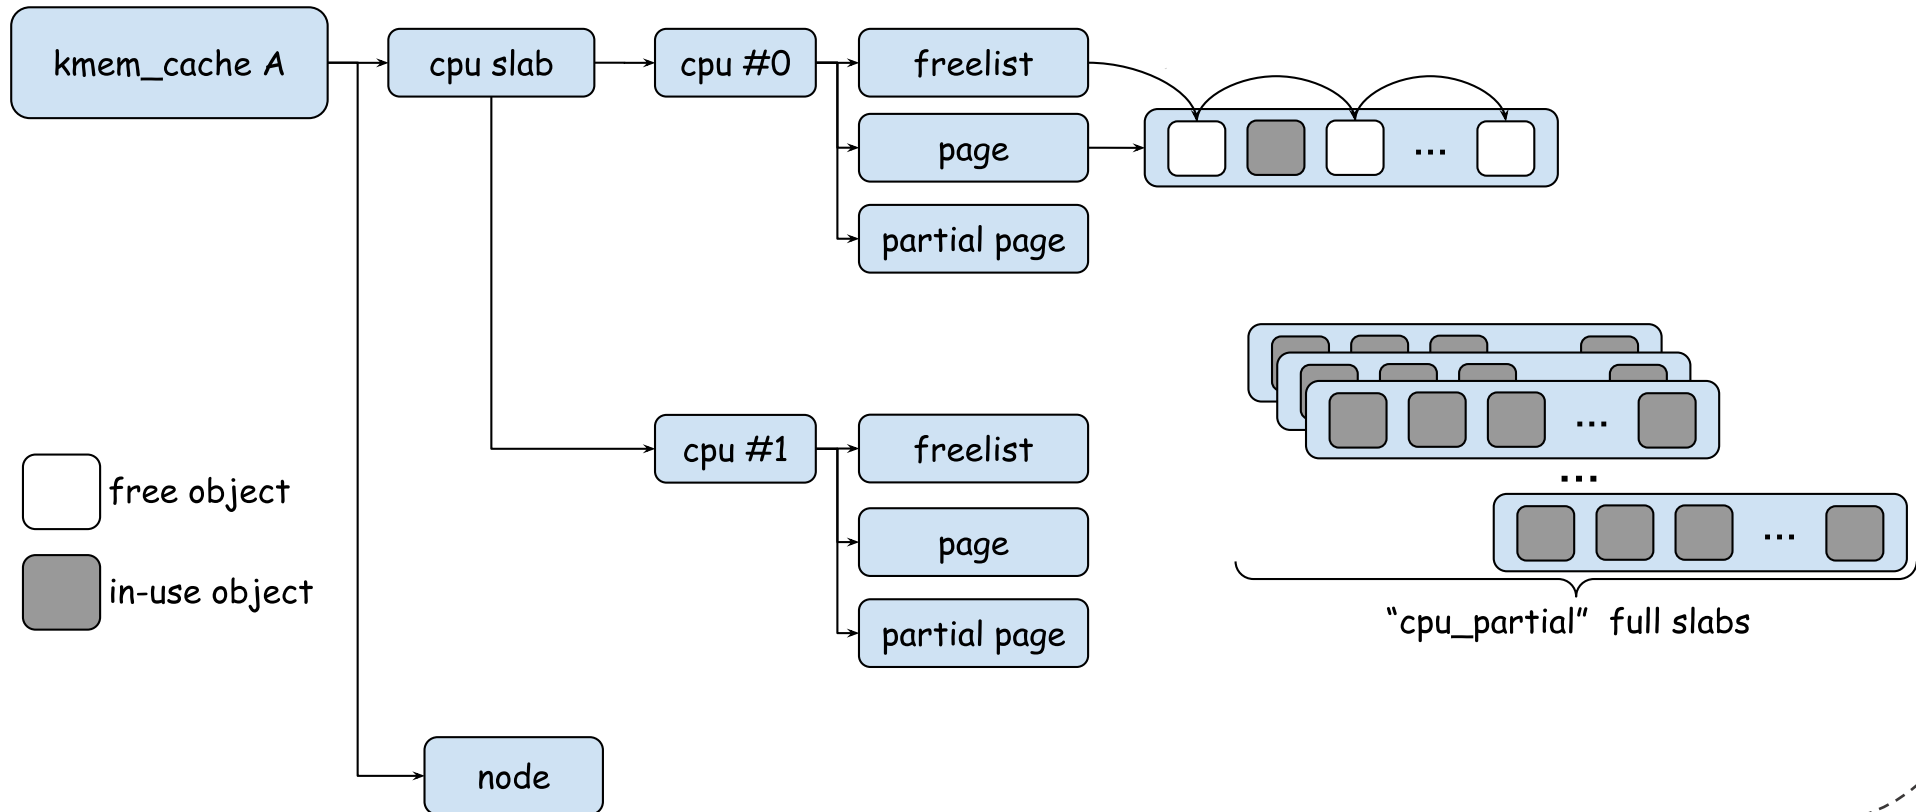 kmem_cache A
cpu slab
cpu #0
freelist
page
...
partial page
cpu #1
freelist
...
...
page
...
partial page
free object
in-use object
“cpu_partial” full slabs
node